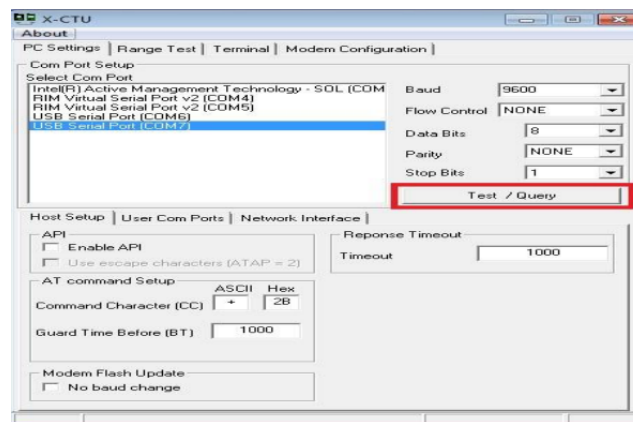 X-CTU
About
PC Settings | Range Test | Terminal | Modem Configuration |
Com Port Setup
Select Com Port
Intel(R) Active Management Technology - SOL (COM
RIM Virtual Serial Port v2 (COM4)
RIM Virtual Serial Port v2 (COM5)
USB Serial Port (COM6)
USB Serial Port (COM7)
Baud 9600
Flow Control NONE
Data Bits 8
Parity NONE
Stop Bits 1
Test / Query
Host Setup | User Com Ports | Network Interface |
API
Enable API
Use escape characters (ATAP = 2)
Reponse Timeout
Timeout 1000
AT command Setup
ASCII Hex
Command Character (CC) + 2B
Guard Time Before (BT) 1000
Modem Flash Update
No baud change